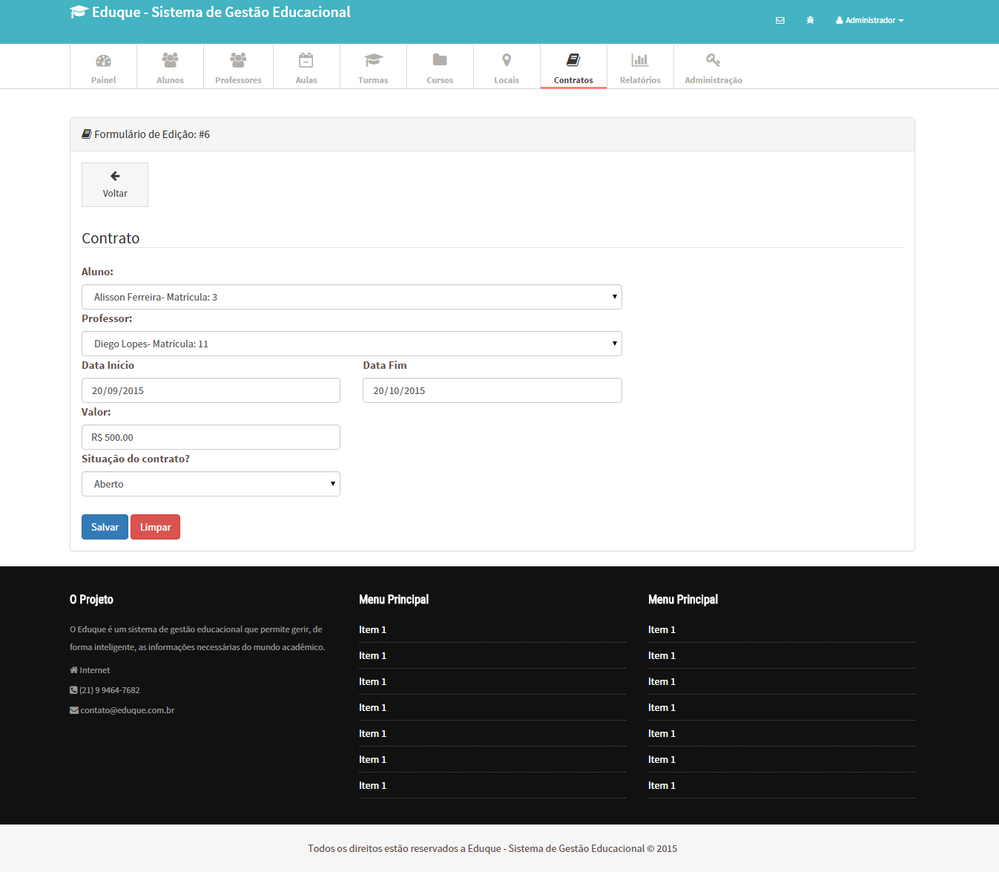 Eduque - Sistema de Gestão Educacional
Administrador
Painel
Alunos
Professores
Aulas
Turmas
Cursos
Locais
Contratos
Relatórios
Administração
Formulário de Edição: #6
Voltar
Contrato
Aluno:
Alisson Ferreira- Matrícula: 3
Professor:
Diego Lopes- Matrícula: 11
Data Início
Data Fim
20/09/2015
20/10/2015
Valor:
R$ 500.00
Situação do contrato?
Aberto
Salvar
Limpar
O Projeto
O Eduque é um sistema de gestão educacional que permite gerir, de
forma inteligente, as informações necessárias do mundo acadêmico.
Internet
(21) 9 9464-7682
contato@eduque.com.br
Menu Principal
Item 1
Item 1
Item 1
Item 1
Item 1
Item 1
Item 1
Menu Principal
Item 1
Item 1
Item 1
Item 1
Item 1
Item 1
Item 1
Todos os direitos estão reservados a Eduque - Sistema de Gestão Educacional © 2015